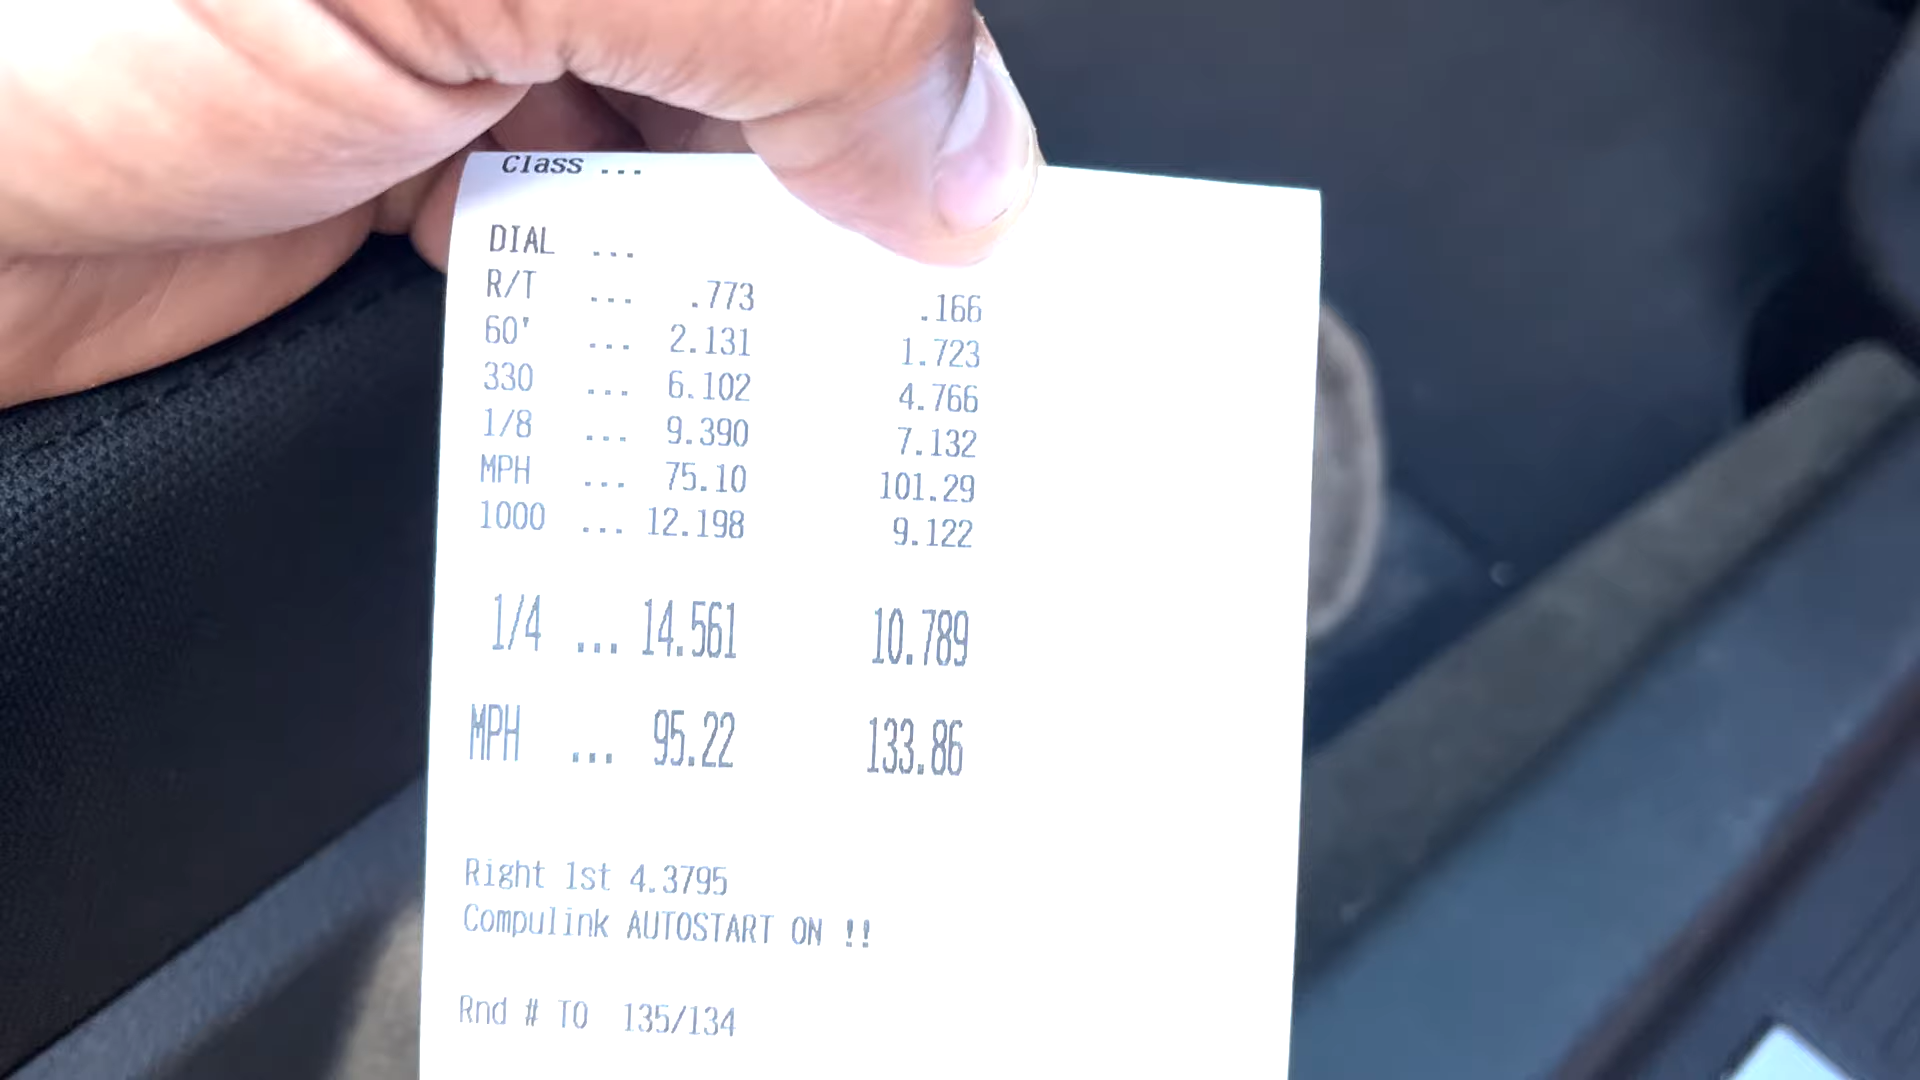 Class ...
DIAL ...
R/T ... .773 .166
60' ... 2.131 1.723
330 ... 6.102 4.766
1/8 ... 9.390 7.132
MPH ... 75.10 101.29
1000 ... 12.198 9.122
1/4 ... 14.561 10.789
MPH ... 95.22 133.86
Right 1st 4.3795
Compulink AUTOSTART ON !!
Rnd # TO 135/134